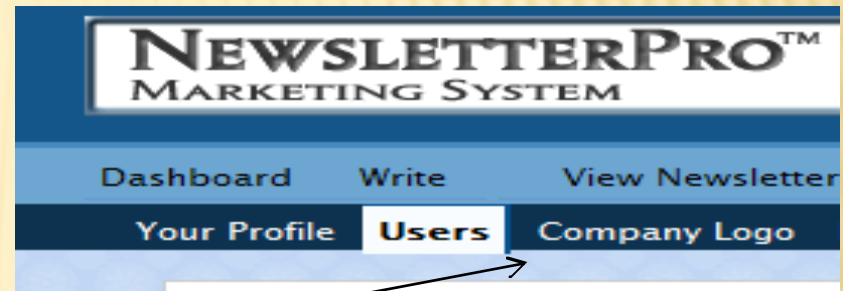 NEWSLETTERPRO™
MARKETING SYSTEM
Dashboard Write View Newsletter
Your Profile Users Company Logo